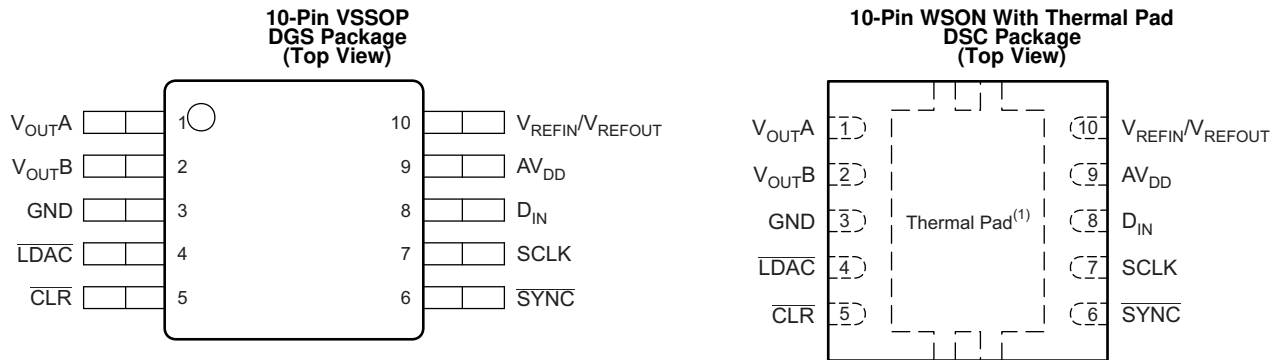 10-Pin VSSOP
DGS Package
(Top View)
VOUTA
VOUTB
GND
LDAC
CLR
1
2
3
4
5
10
9
8
7
6
VREFIN/VREFOUT
AVDD
DIN
SCLK
SYNC
10-Pin WSON With Thermal Pad
DSC Package
(Top View)
VOUTA
VOUTB
GND
LDAC
CLR
1
2
3
4
5
Thermal Pad(1)
10
9
8
7
6
VREFIN/VREFOUT
AVDD
DIN
SCLK
SYNC